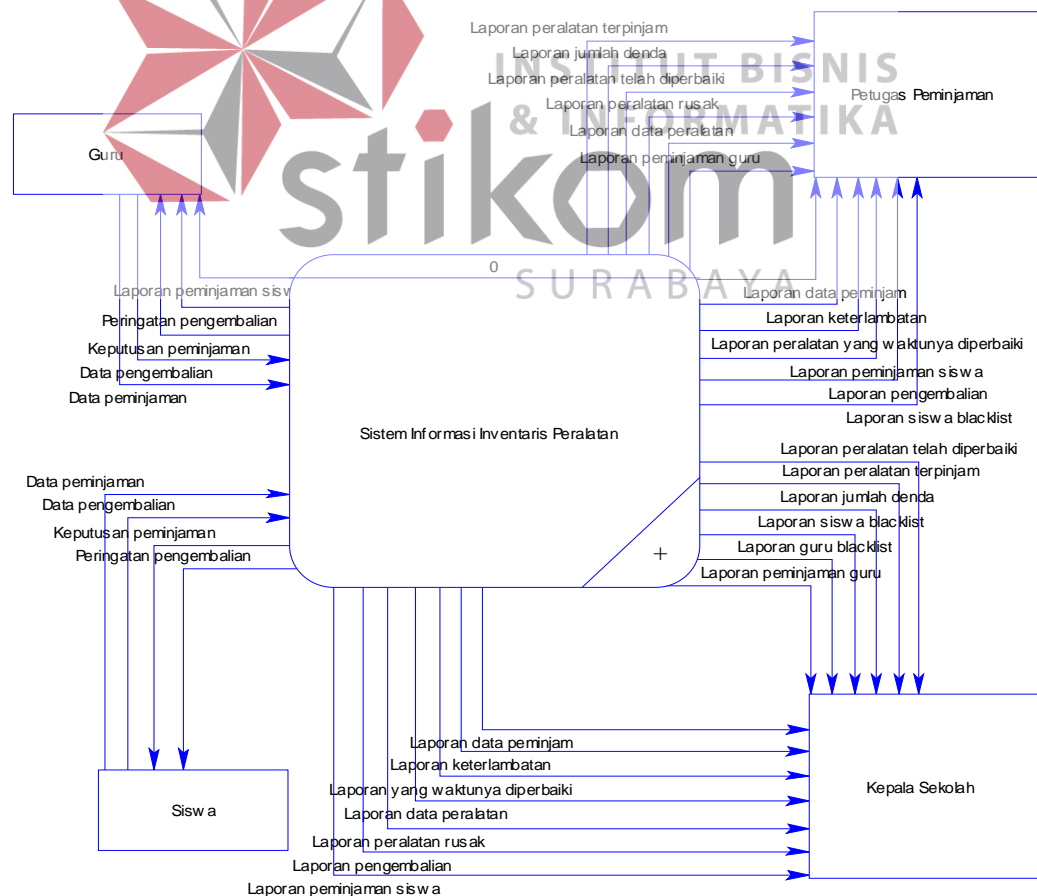 Laporan peralatan terpinjam
Laporan jumlah denda
INSTITUT BISNIS
Laporan peralatan telah diperbaiki
Petugas Peminjaman
Laporan peralatan rusak
& INFORMATIKA
Laporan data peralatan
Guru
Laporan peminjaman guru
stikom
0
SURABAYA
Laporan peminjaman sisw
Laporan data peminjam
Peringatan pengembalian
Laporan keterlambatan
Keputusan peminjaman
Laporan peralatan yang waktunya diperbaiki
Data pengembalian
Laporan peminjaman siswa
Data peminjaman
Laporan pengembalian
Laporan siswa blacklist
Sistem Informasi Inventaris Peralatan
Laporan peralatan telah diperbaiki
Laporan peralatan terpinjam
Data peminjaman
Laporan jumlah denda
Data pengembalian
Laporan siswa blacklist
Keputusan peminjaman
Laporan guru blacklist
Peringatan pengembalian
+
Laporan peminjaman guru
Laporan data peminjam
Laporan keterlambatan
Kepala Sekolah
Laporan yang waktunya diperbaiki
Siswa
Laporan data peralatan
Laporan peralatan rusak
Laporan pengembalian
Laporan peminjaman siswa